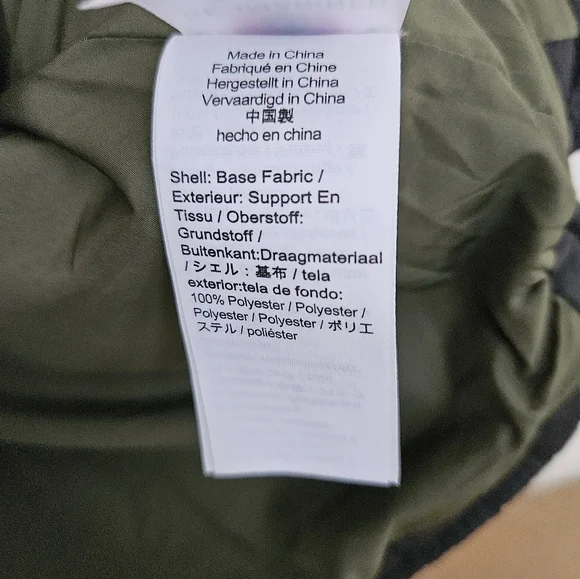 Made in China
Fabriqué en Chine
Hergestellt in China
Vervaardigd in China
中国製
hecho en china
Shell: Base Fabric /
Exterieur: Support En
Tissu / Oberstoff:
Grundstoff /
Buitenkant:Draagmateriaal
/ シェル：基布 / tela
exterior:tela de fondo:
100% Polyester / Polyester /
Polyester / Polyester / ポリエ
ステル / poliéster